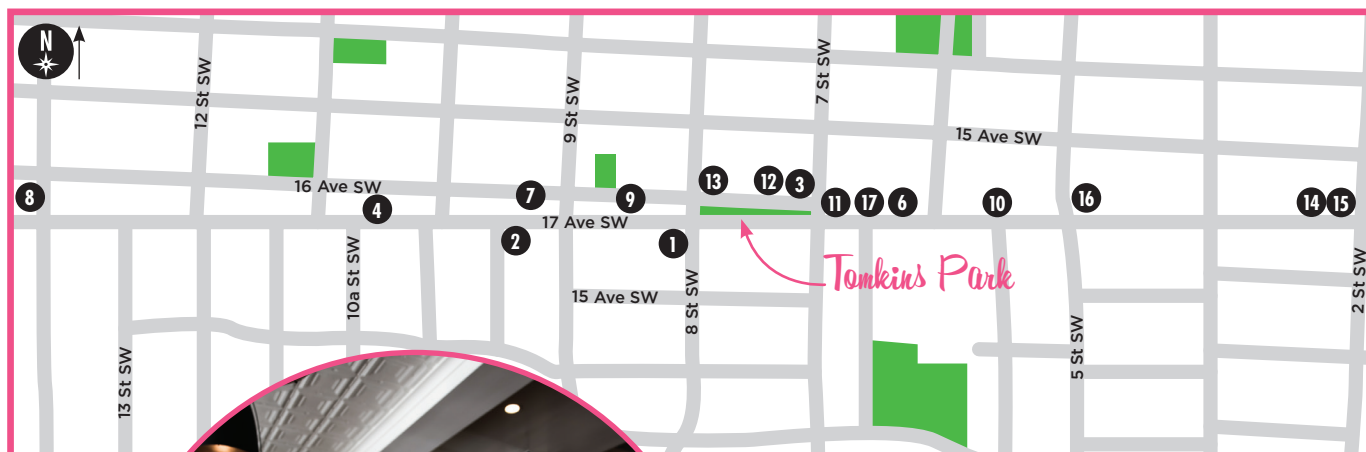 N
12 St SW
9 St SW
7 St SW
15 Ave SW
16 Ave SW
8
4
7
9
13
12
3
11
17
6
10
16
14
15
17 Ave SW
2
1
Tomkins Park
10a St SW
15 Ave SW
8 St SW
2 St SW
13 St SW
5 St SW